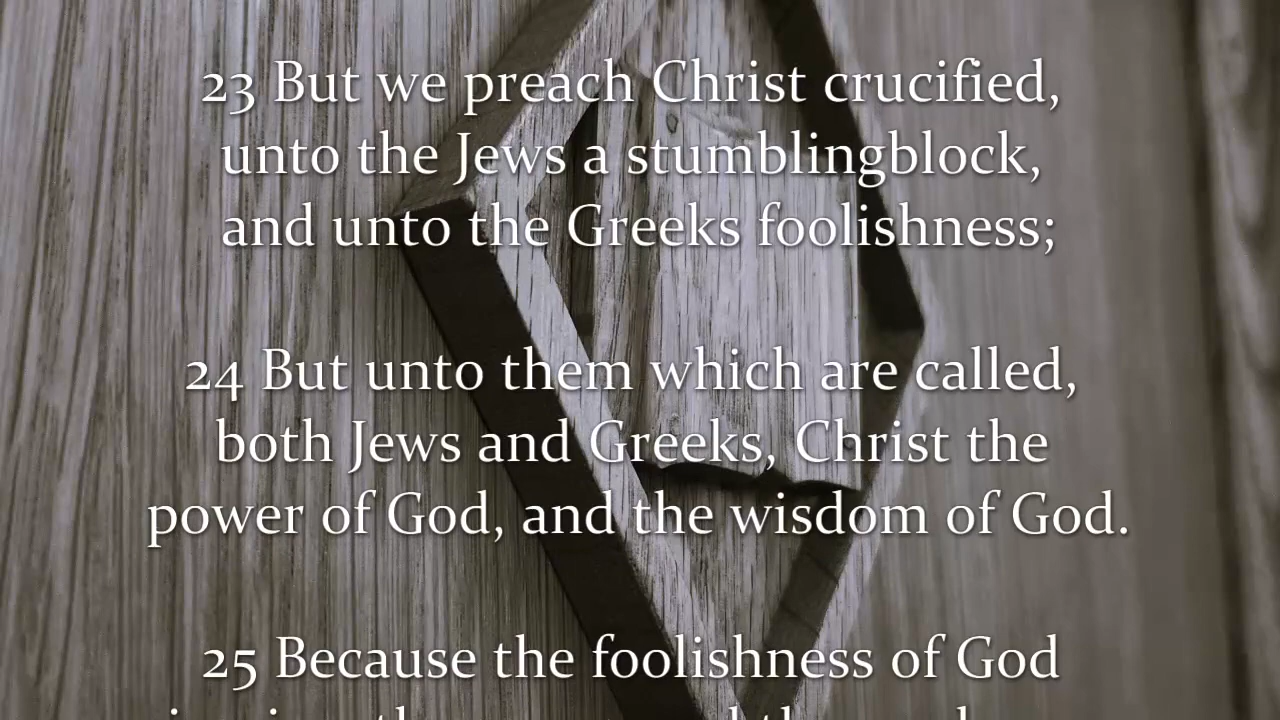 23 But we preach Christ crucified,
unto the Jews a stumblingblock,
and unto the Greeks foolishness;
24 But unto them which are called,
both Jews and Greeks, Christ the
power of God, and the wisdom of God.
25 Because the foolishness of God